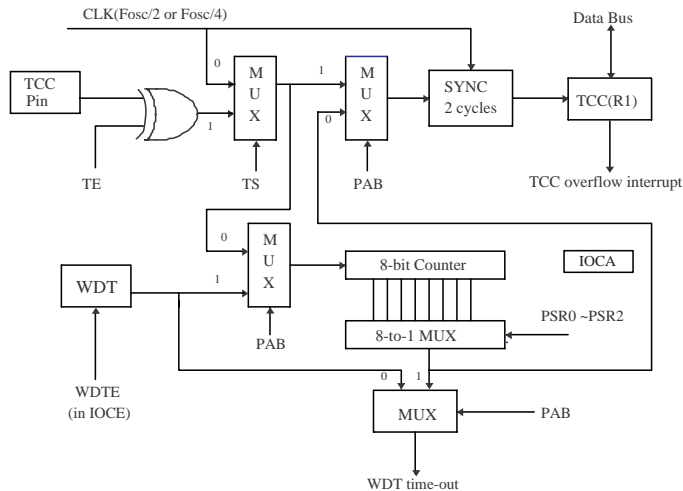 CLK(Fosc/2 or Fosc/4)
Data Bus
0
M
U
X
1
M
U
X
SYNC
2 cycles
TCC
Pin
TCC(R1)
1
0
TE
TS
PAB
TCC overflow interrupt
0
M
U
X
8-bit Counter
IOCA
WDT
1
PSR0 ~PSR2
8-to-1 MUX
PAB
0
1
WDTE
(in IOCE)
MUX
PAB
WDT time-out